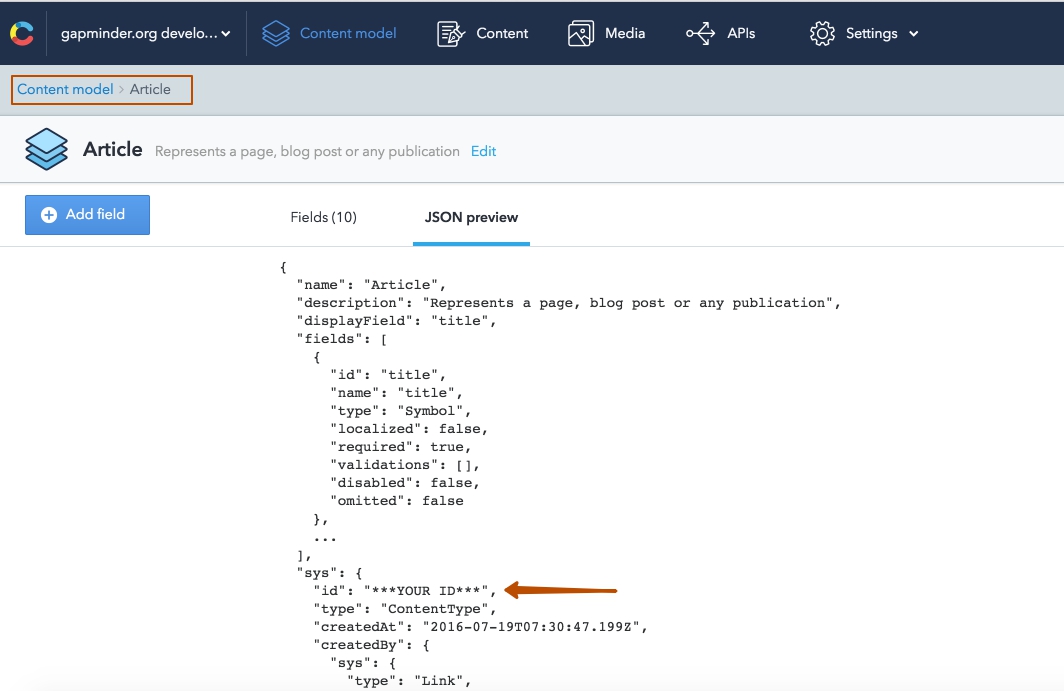 gapminder.org develo...
Content model
Content
Media
APIs
Settings
Content model > Article
Article Represents a page, blog post or any publication Edit
Add field
Fields (10)
JSON preview
{
"name": "Article",
"description": "Represents a page, blog post or any publication",
"displayField": "title",
"fields": [
{
"id": "title",
"name": "title",
"type": "Symbol",
"localized": false,
"required": true,
"validations": [],
"disabled": false,
"omitted": false
},
...
],
"sys": {
"id": "***YOUR ID***",
"type": "ContentType",
"createdAt": "2016-07-19T07:30:47.199Z",
"createdBy": {
"sys": {
"type": "Link",